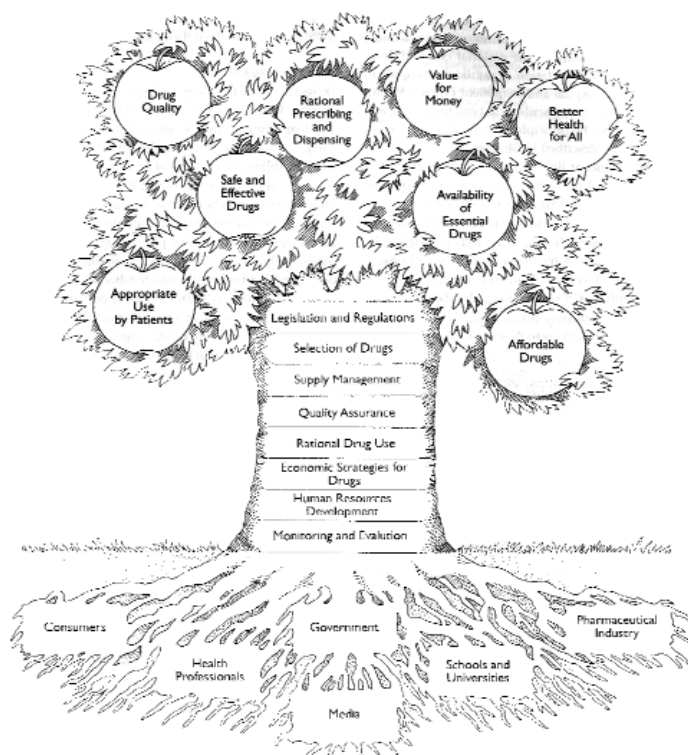 Drug
Quality
Rational
Prescribing
and
Dispensing
Value
for
Money
Better
Health
for All
Safe and
Effective
Drugs
Availability
of
Essential
Drugs
Appropriate
Use
by Patients
Affordable
Drugs
Legislation and Regulations
Selection of Drugs
Supply Management
Quality Assurance
Rational Drug Use
Economic Strategies for
Drugs
Human Resources
Development
Monitoring and Evalution
Consumers
Government
Pharmaceutical
Industry
Health
Professionals
Schools and
Universities
Media